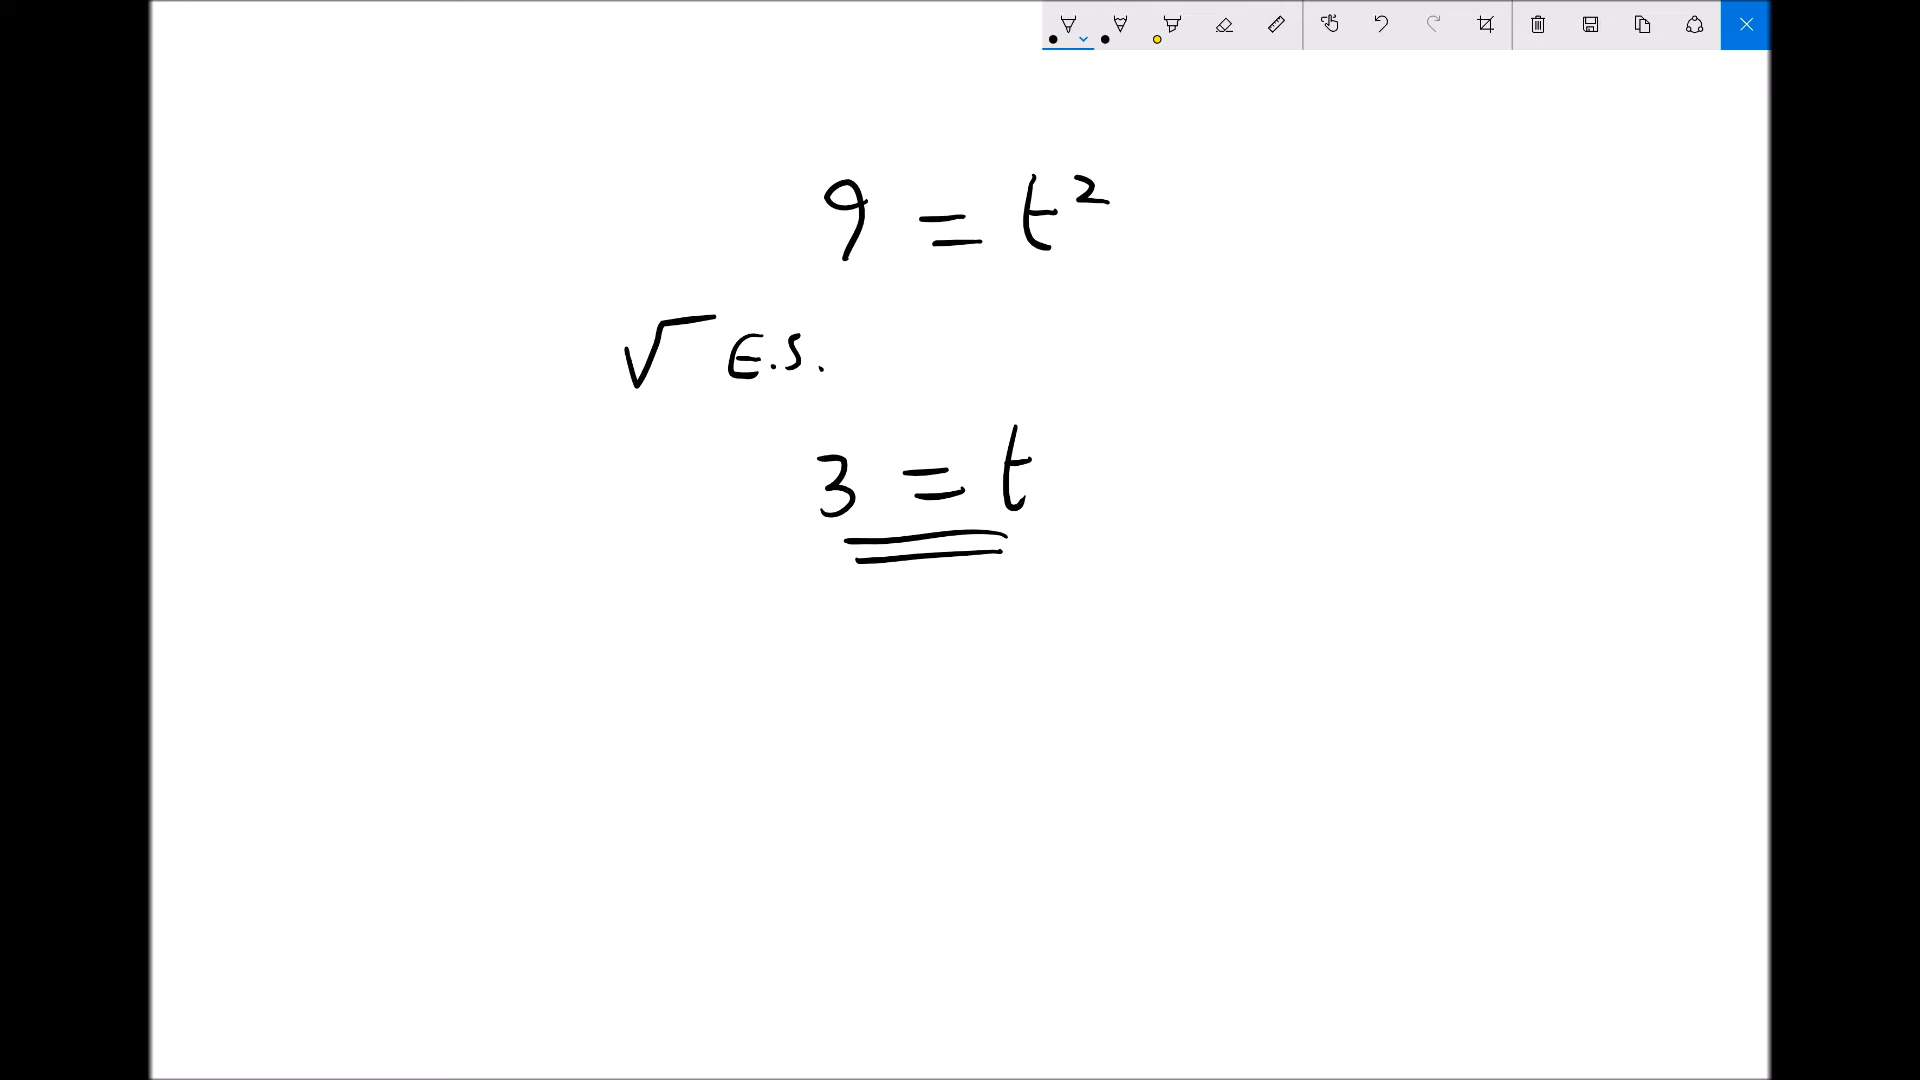 9 = t²
√ E.S.
3 = t